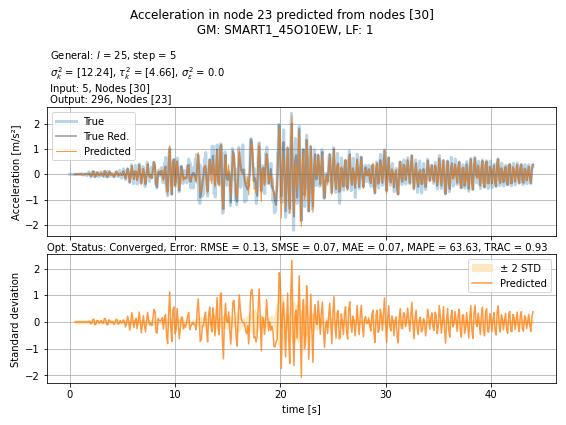 Acceleration in node 23 predicted from nodes [30]
GM: SMART1_45O10EW, LF: 1
General: l = 25, step = 5
σ²ₖ = [12.24], τ²ₖ = [4.66], σ²ε = 0.0
Input: 5, Nodes [30]
Output: 296, Nodes [23]
Acceleration [m/s²]
2
1
0
−1
−2
True
True Red.
Predicted
Opt. Status: Converged, Error: RMSE = 0.13, SMSE = 0.07, MAE = 0.07, MAPE = 63.63, TRAC = 0.93
Standard deviation
2
1
0
−1
−2
± 2 STD
Predicted
0 10 20 30 40
time [s]